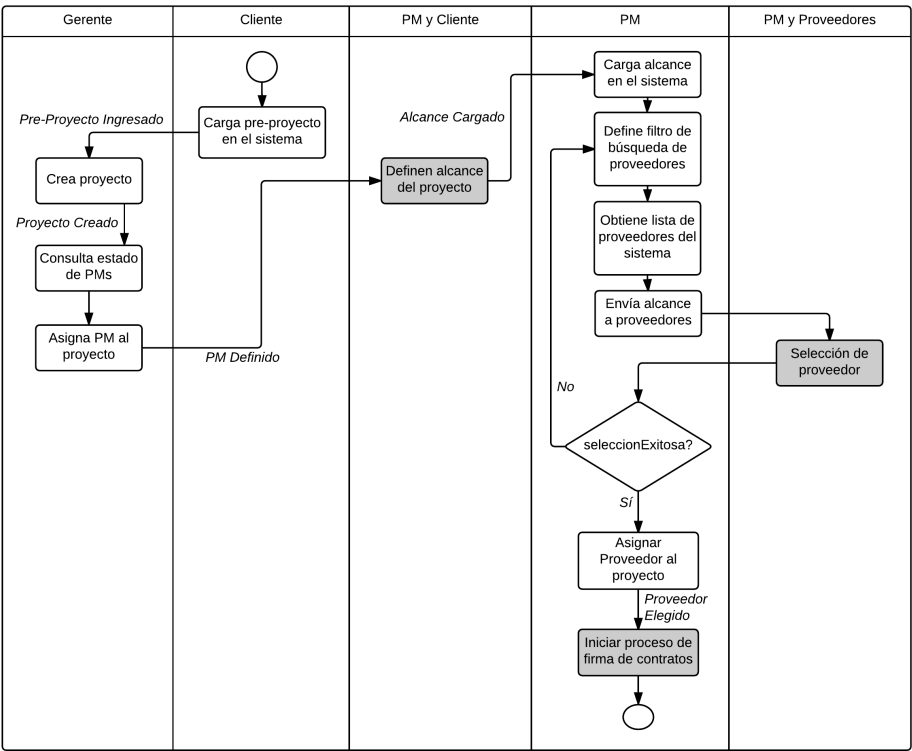 Gerente
Cliente
PM y Cliente
PM
PM y Proveedores
Carga pre-proyecto
en el sistema
Pre-Proyecto Ingresado
Crea proyecto
Proyecto Creado
Consulta estado
de PMs
Asigna PM al
proyecto
PM Definido
Definen alcance
del proyecto
Alcance Cargado
Carga alcance
en el sistema
Define filtro de
búsqueda de
proveedores
Obtiene lista de
proveedores del
sistema
Envía alcance
a proveedores
Selección de
proveedor
seleccionExitosa?
No
Sí
Asignar
Proveedor al
proyecto
Proveedor
Elegido
Iniciar proceso de
firma de contratos